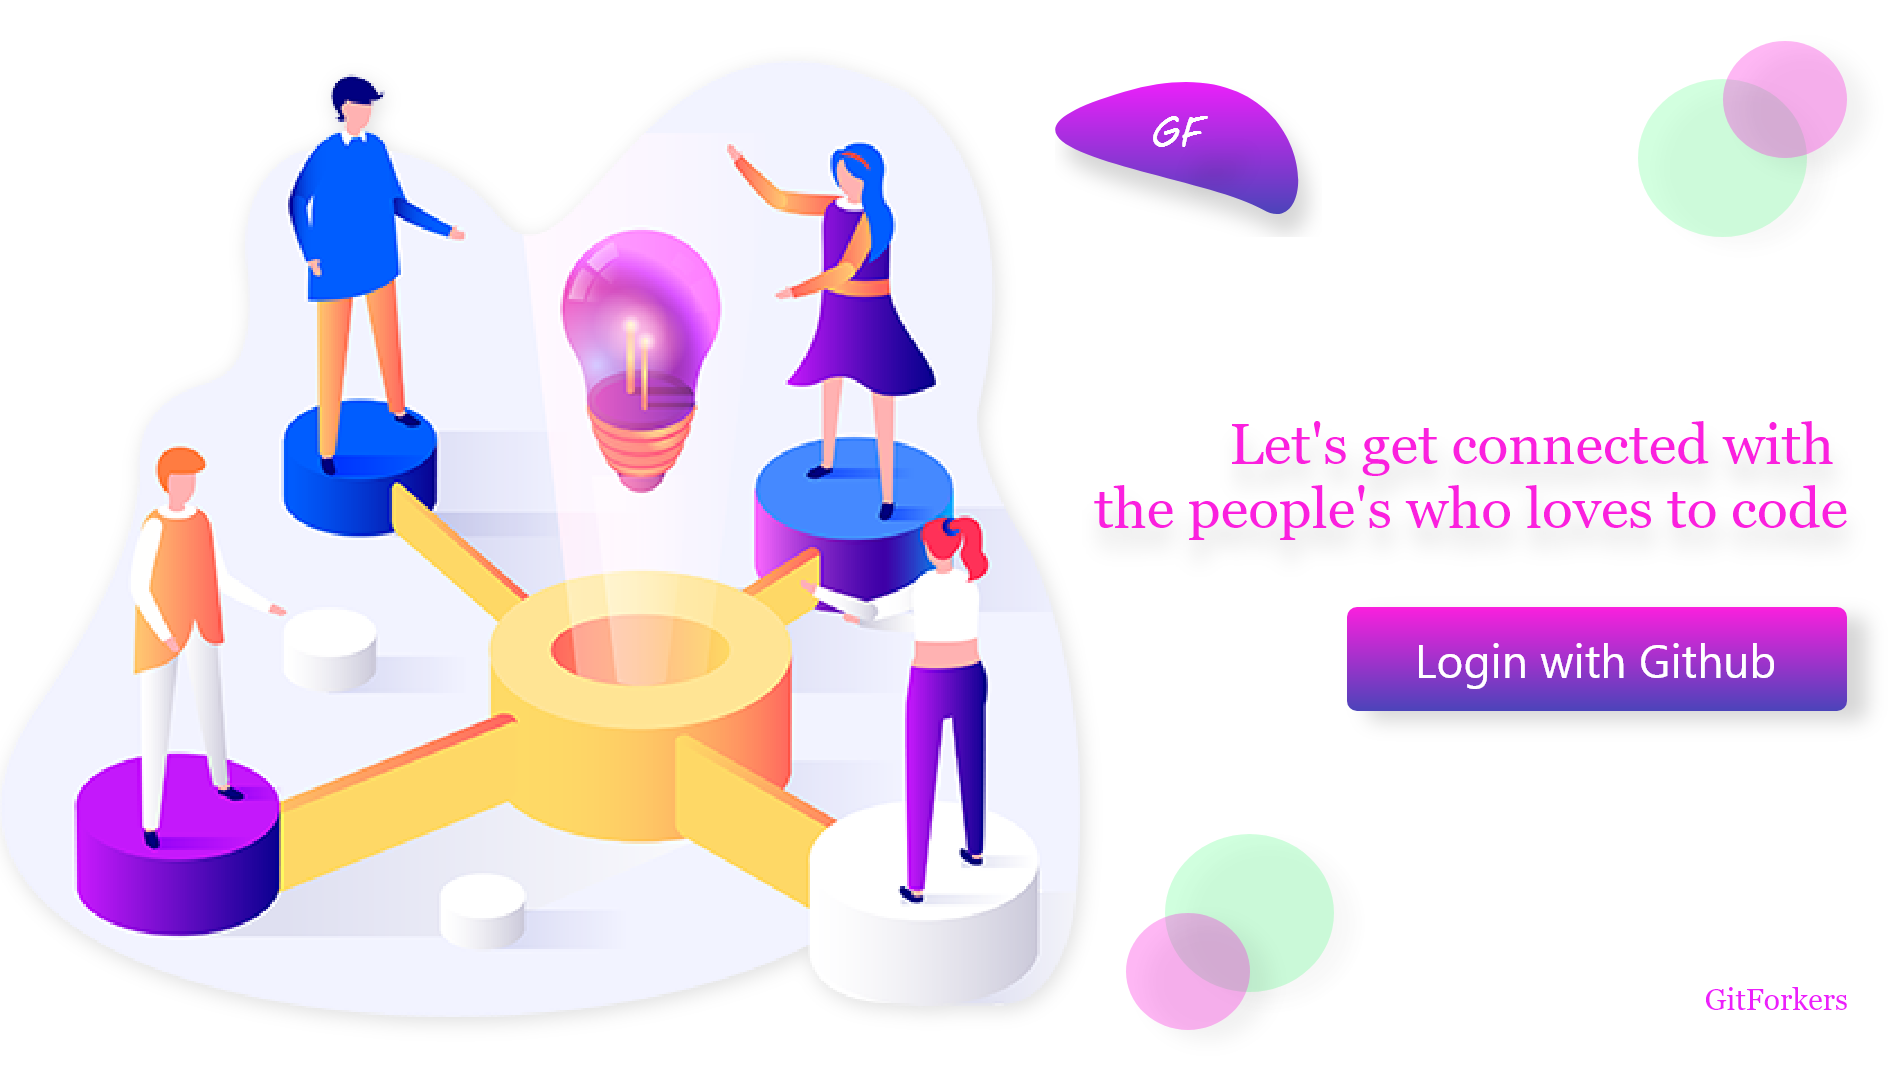 GF
Let's get connected with
the people's who loves to code
Login with Github
GitForkers